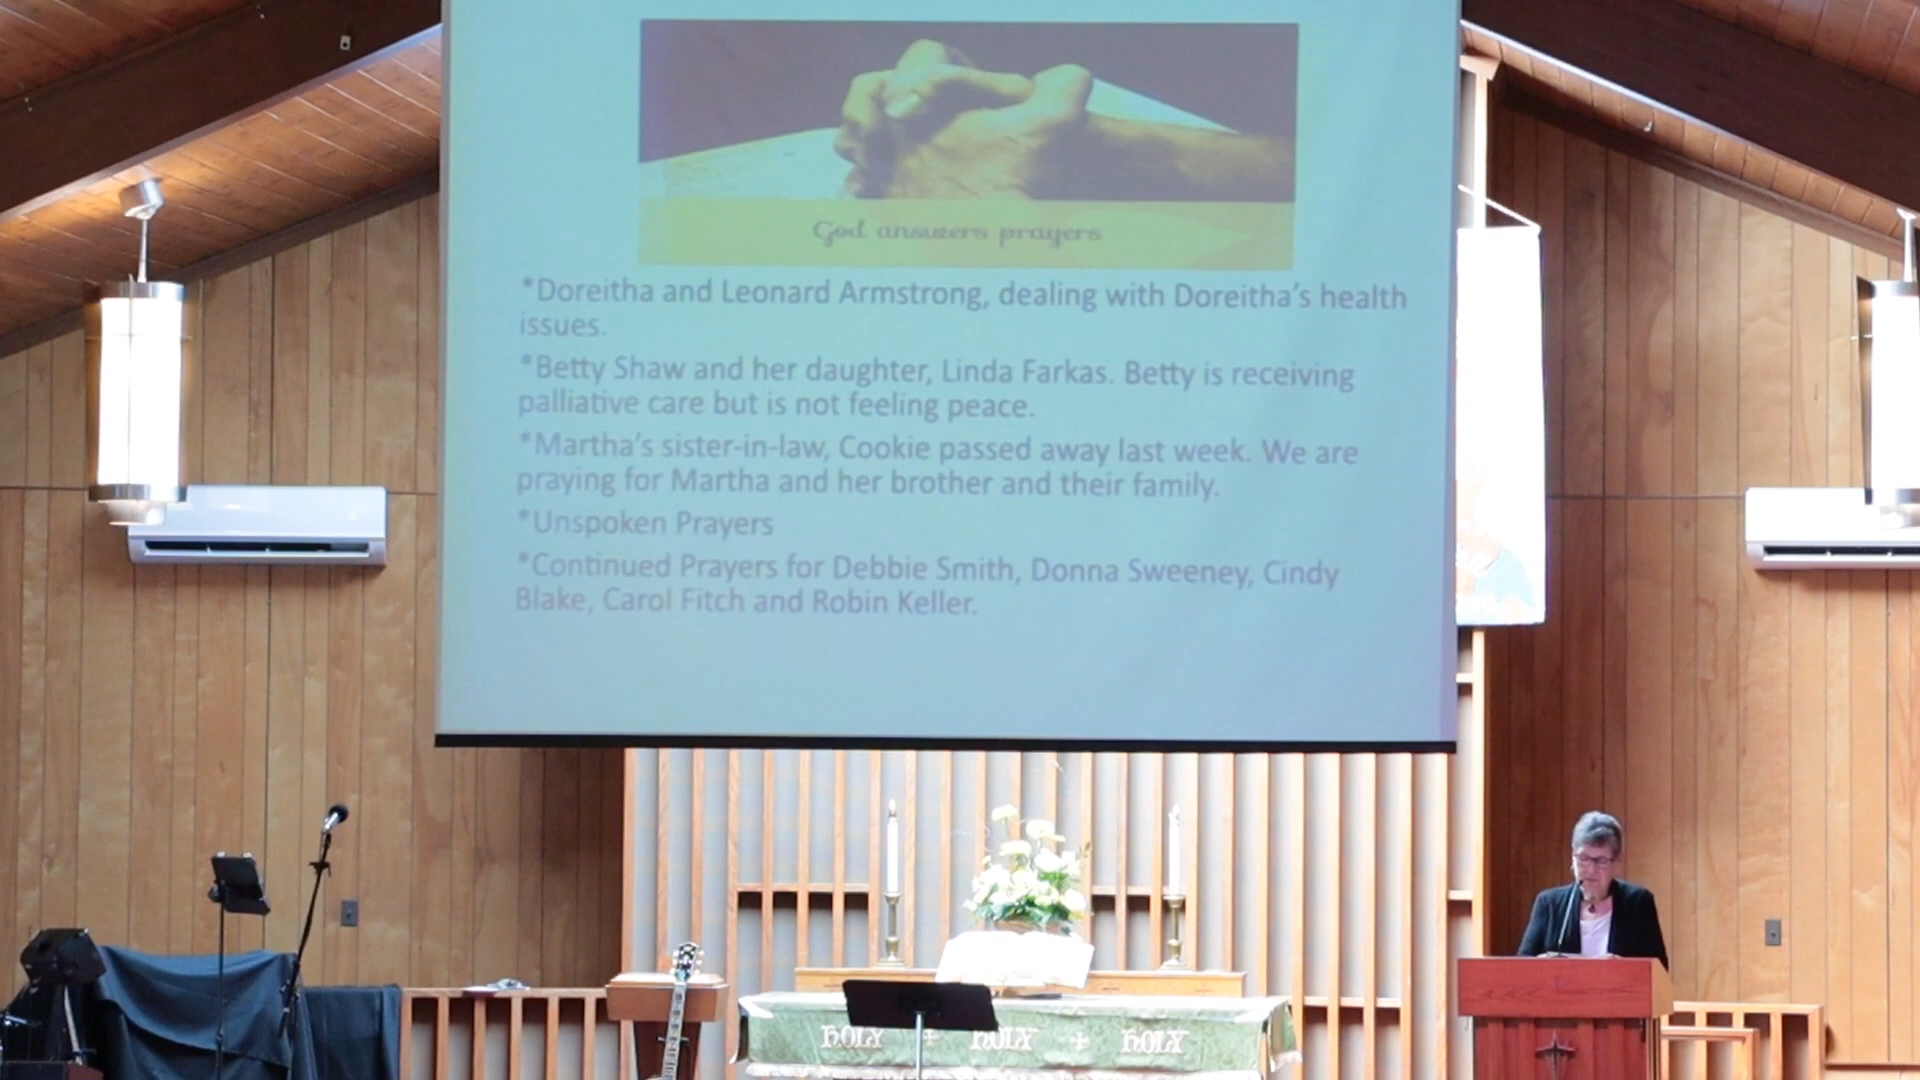 God answers prayers
*Doreitha and Leonard Armstrong, dealing with Doreitha's health
issues.
*Betty Shaw and her daughter, Linda Farkas. Betty is receiving
palliative care but is not feeling peace.
*Martha's sister-in-law, Cookie passed away last week. We are
praying for Martha and her brother and their family.
*Unspoken Prayers
*Continued Prayers for Debbie Smith, Donna Sweeney, Cindy
Blake, Carol Fitch and Robin Keller.
HOLY HOLY HOLY